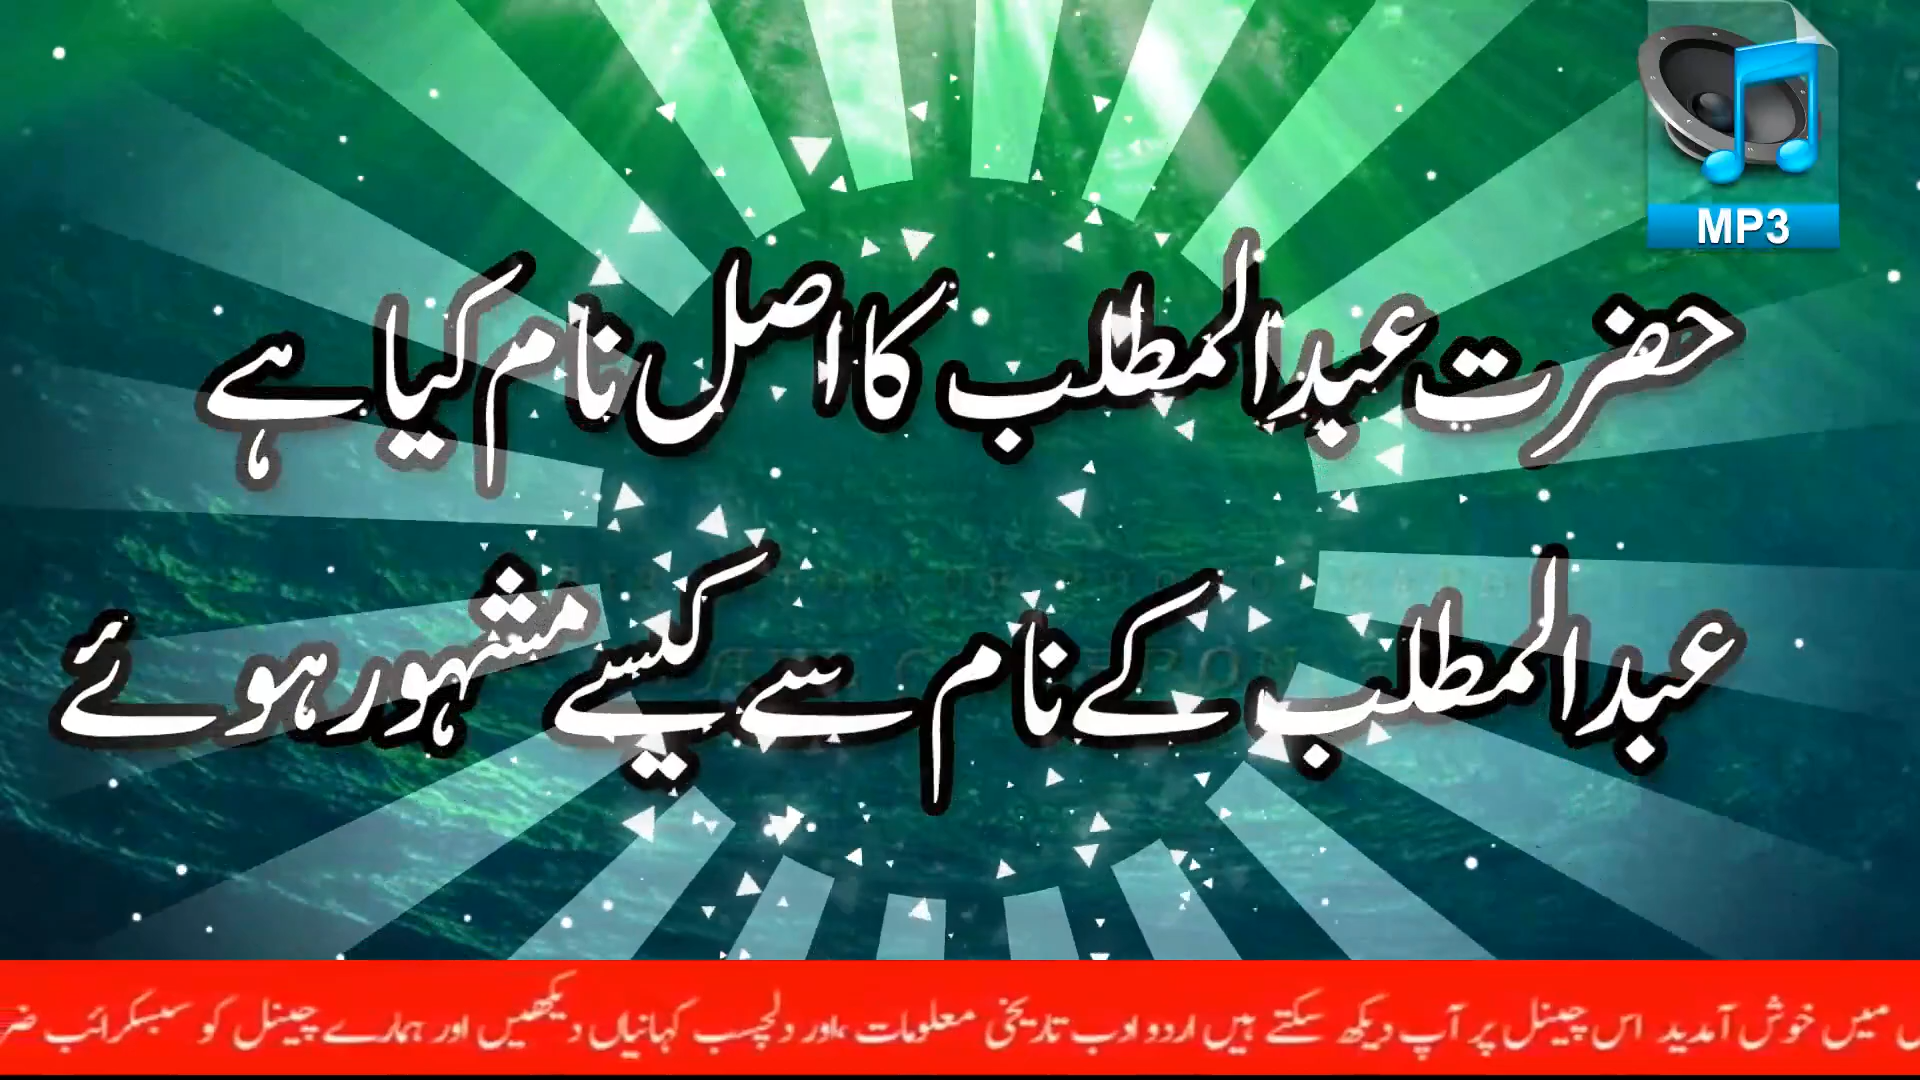 MP3
حضرت عبدالمطلب کا اصل نام کیا ہے
عبدالمطلب کے نام سے کیسے مشہور ہوئے
میں خوش آمدید اس چینل پر آپ دیکھ سکتے ہیں اردو ادب تاریخی معلومات ،اور دلچسپ کہانیاں دیکھیں اور ہمارے چینل کو سبسکرائب